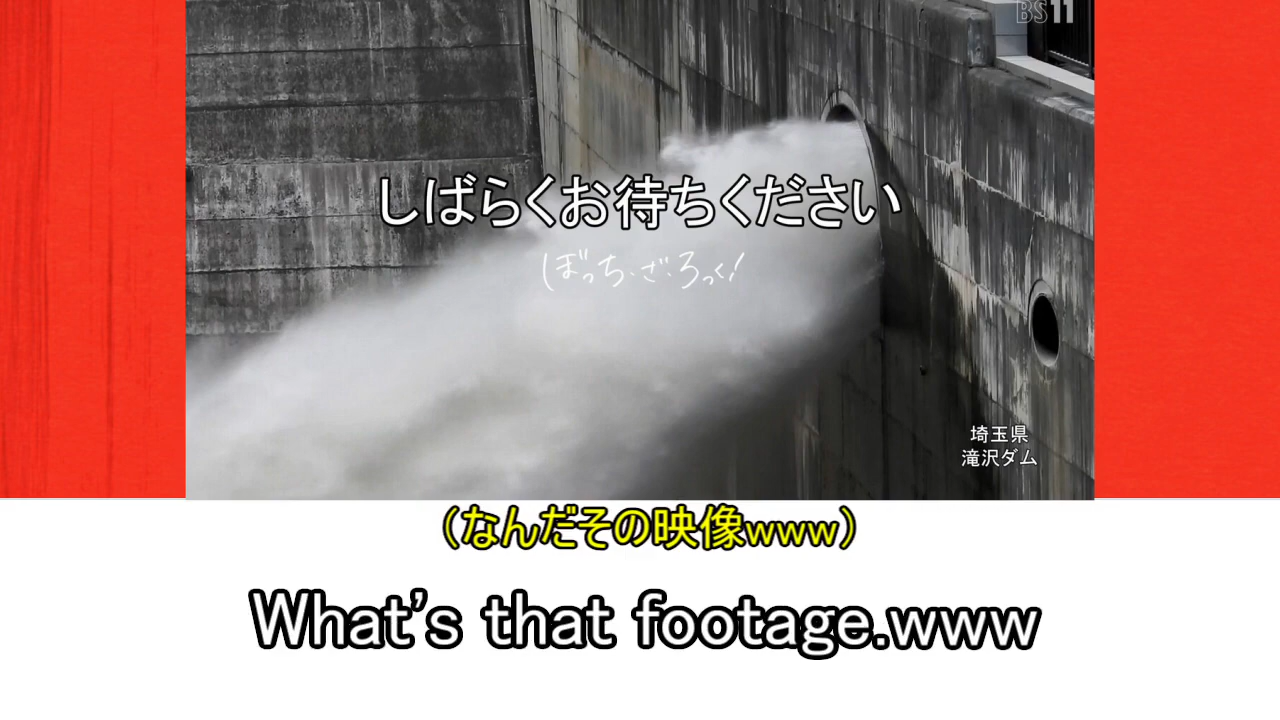 BS11
しばらくお待ちください
ぼっち・ざ・ろっく!
埼玉県
滝沢ダム
（なんだその映像www）
What's that footage.www